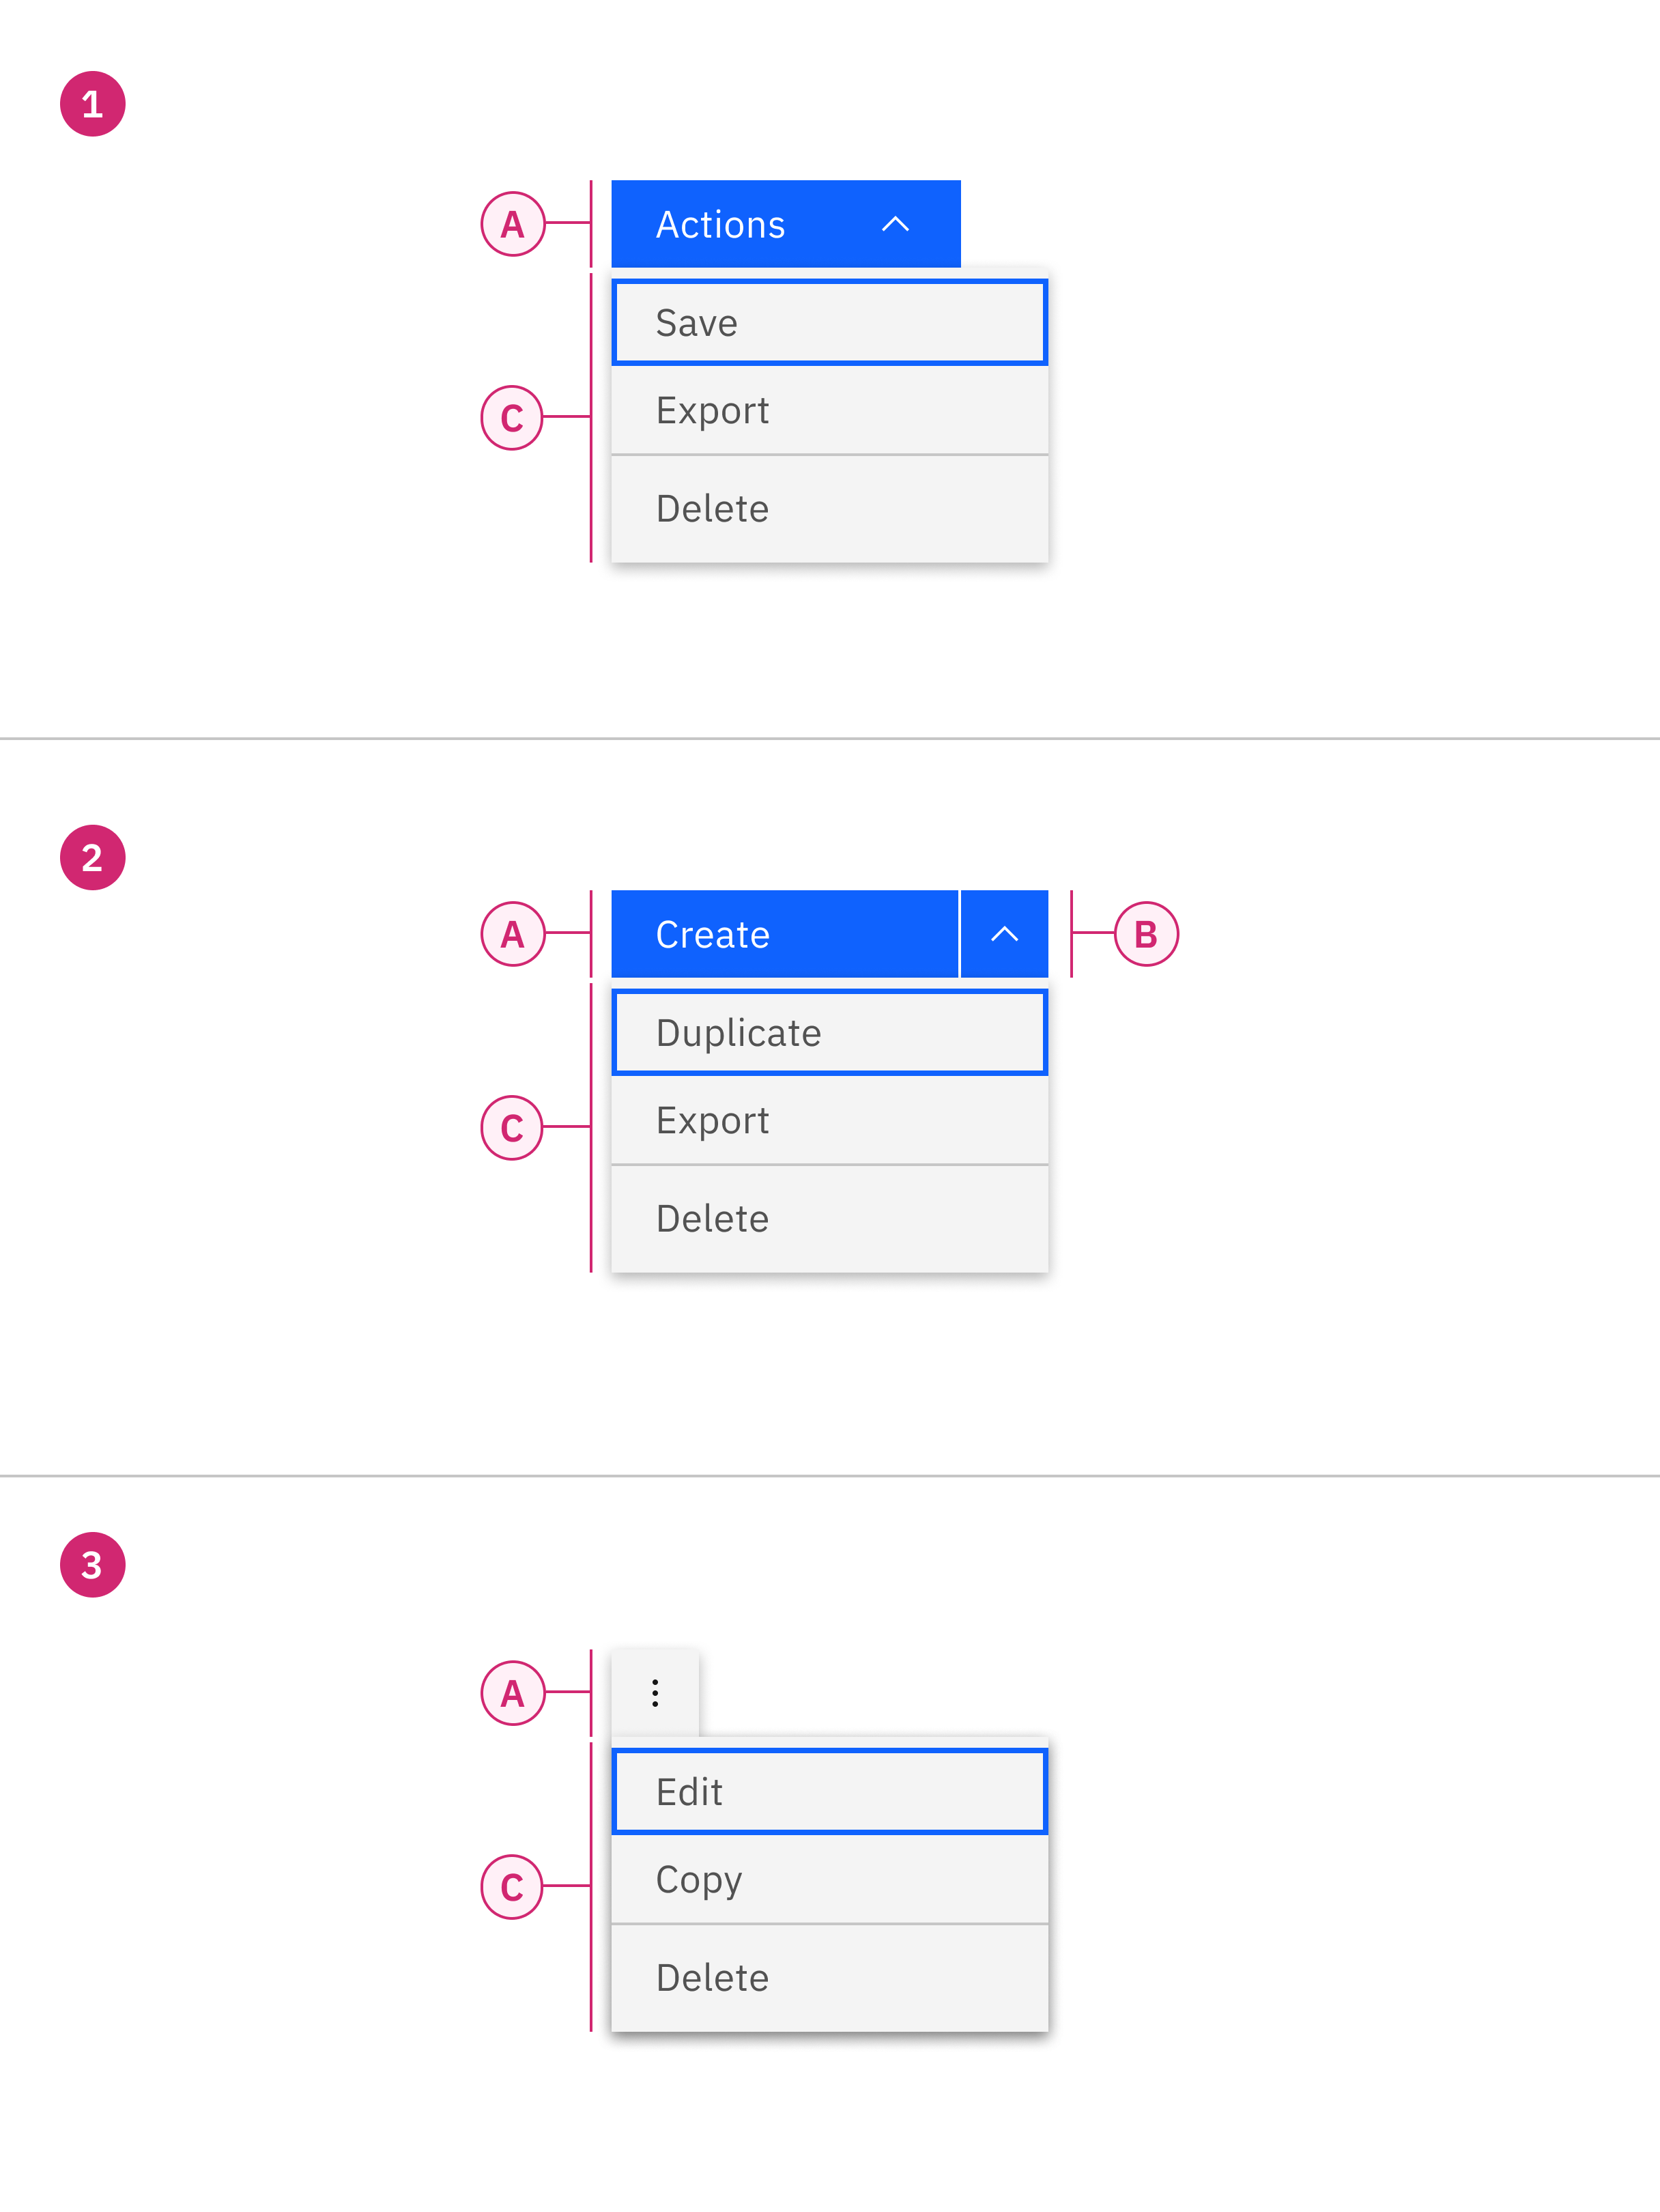 1
A
Actions
Save
C
Export
Delete
2
A
Create
B
Duplicate
C
Export
Delete
3
A
Edit
C
Copy
Delete